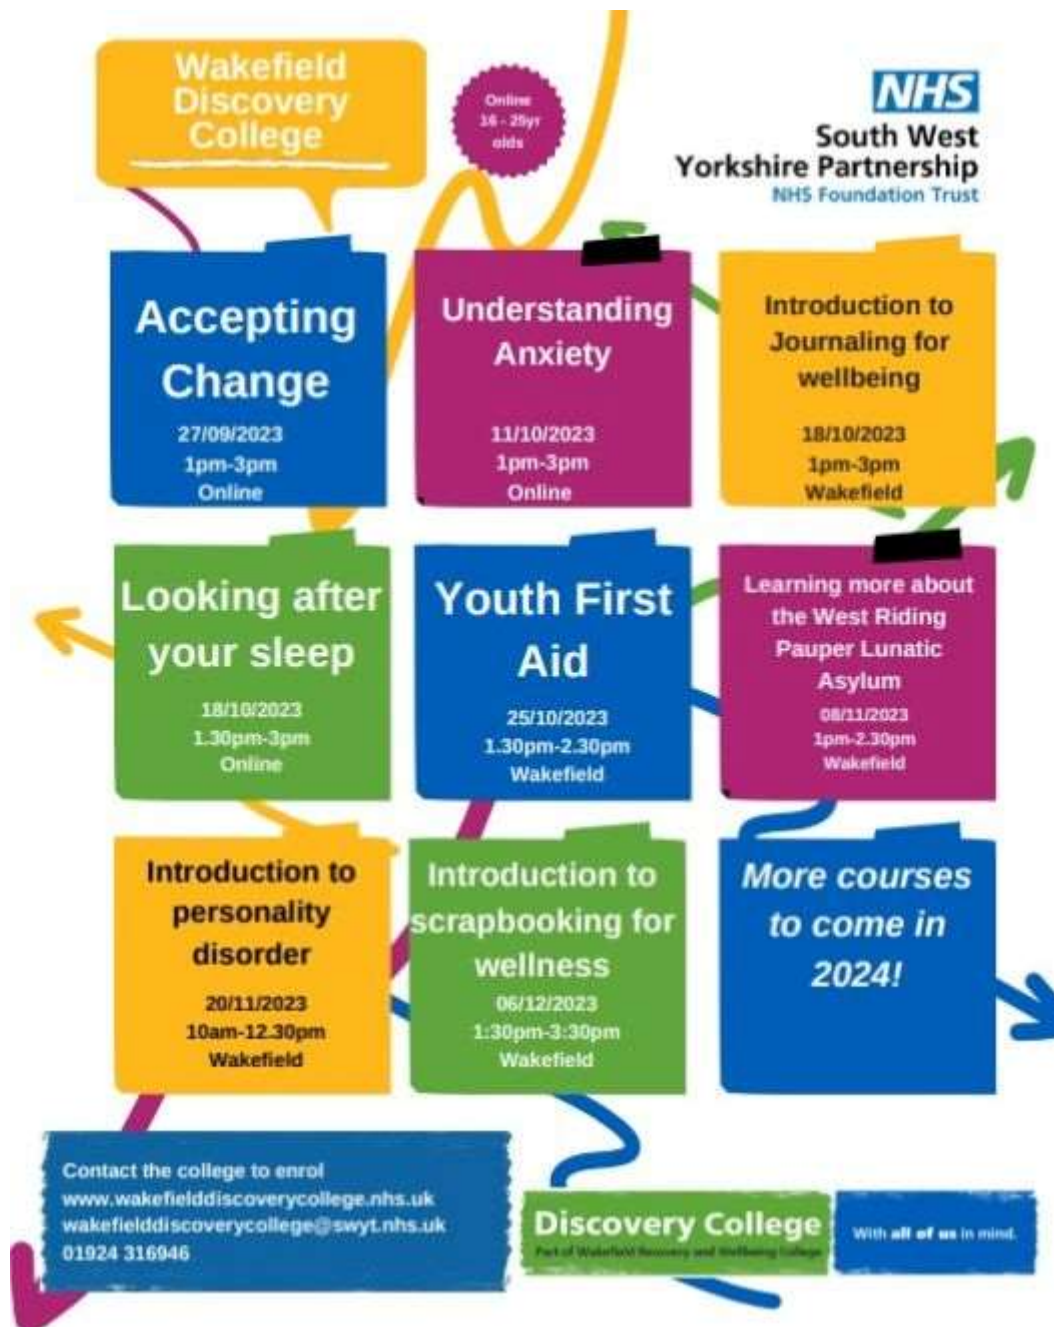 Wakefield
Discovery
College
Online
16 - 25yr
olds
NHS
South West
Yorkshire Partnership
NHS Foundation Trust
Accepting
Change
27/09/2023
1pm-3pm
Online
Understanding
Anxiety
11/10/2023
1pm-3pm
Online
Introduction to
Journaling for
wellbeing
18/10/2023
1pm-3pm
Wakefield
Looking after
your sleep
18/10/2023
1.30pm-3pm
Online
Youth First
Aid
25/10/2023
1.30pm-2.30pm
Wakefield
Learning more about
the West Riding
Pauper Lunatic
Asylum
08/11/2023
1pm-2.30pm
Wakefield
Introduction to
personality
disorder
20/11/2023
10am-12.30pm
Wakefield
Introduction to
scrapbooking for
wellness
06/12/2023
1:30pm-3:30pm
Wakefield
More courses
to come in
2024!
Contact the college to enrol
www.wakefielddiscoverycollege.nhs.uk
wakefielddiscoverycollege@swyt.nhs.uk
01924 316946
Discovery College
Part of Wakefield Recovery and Wellbeing College
With all of us in mind.